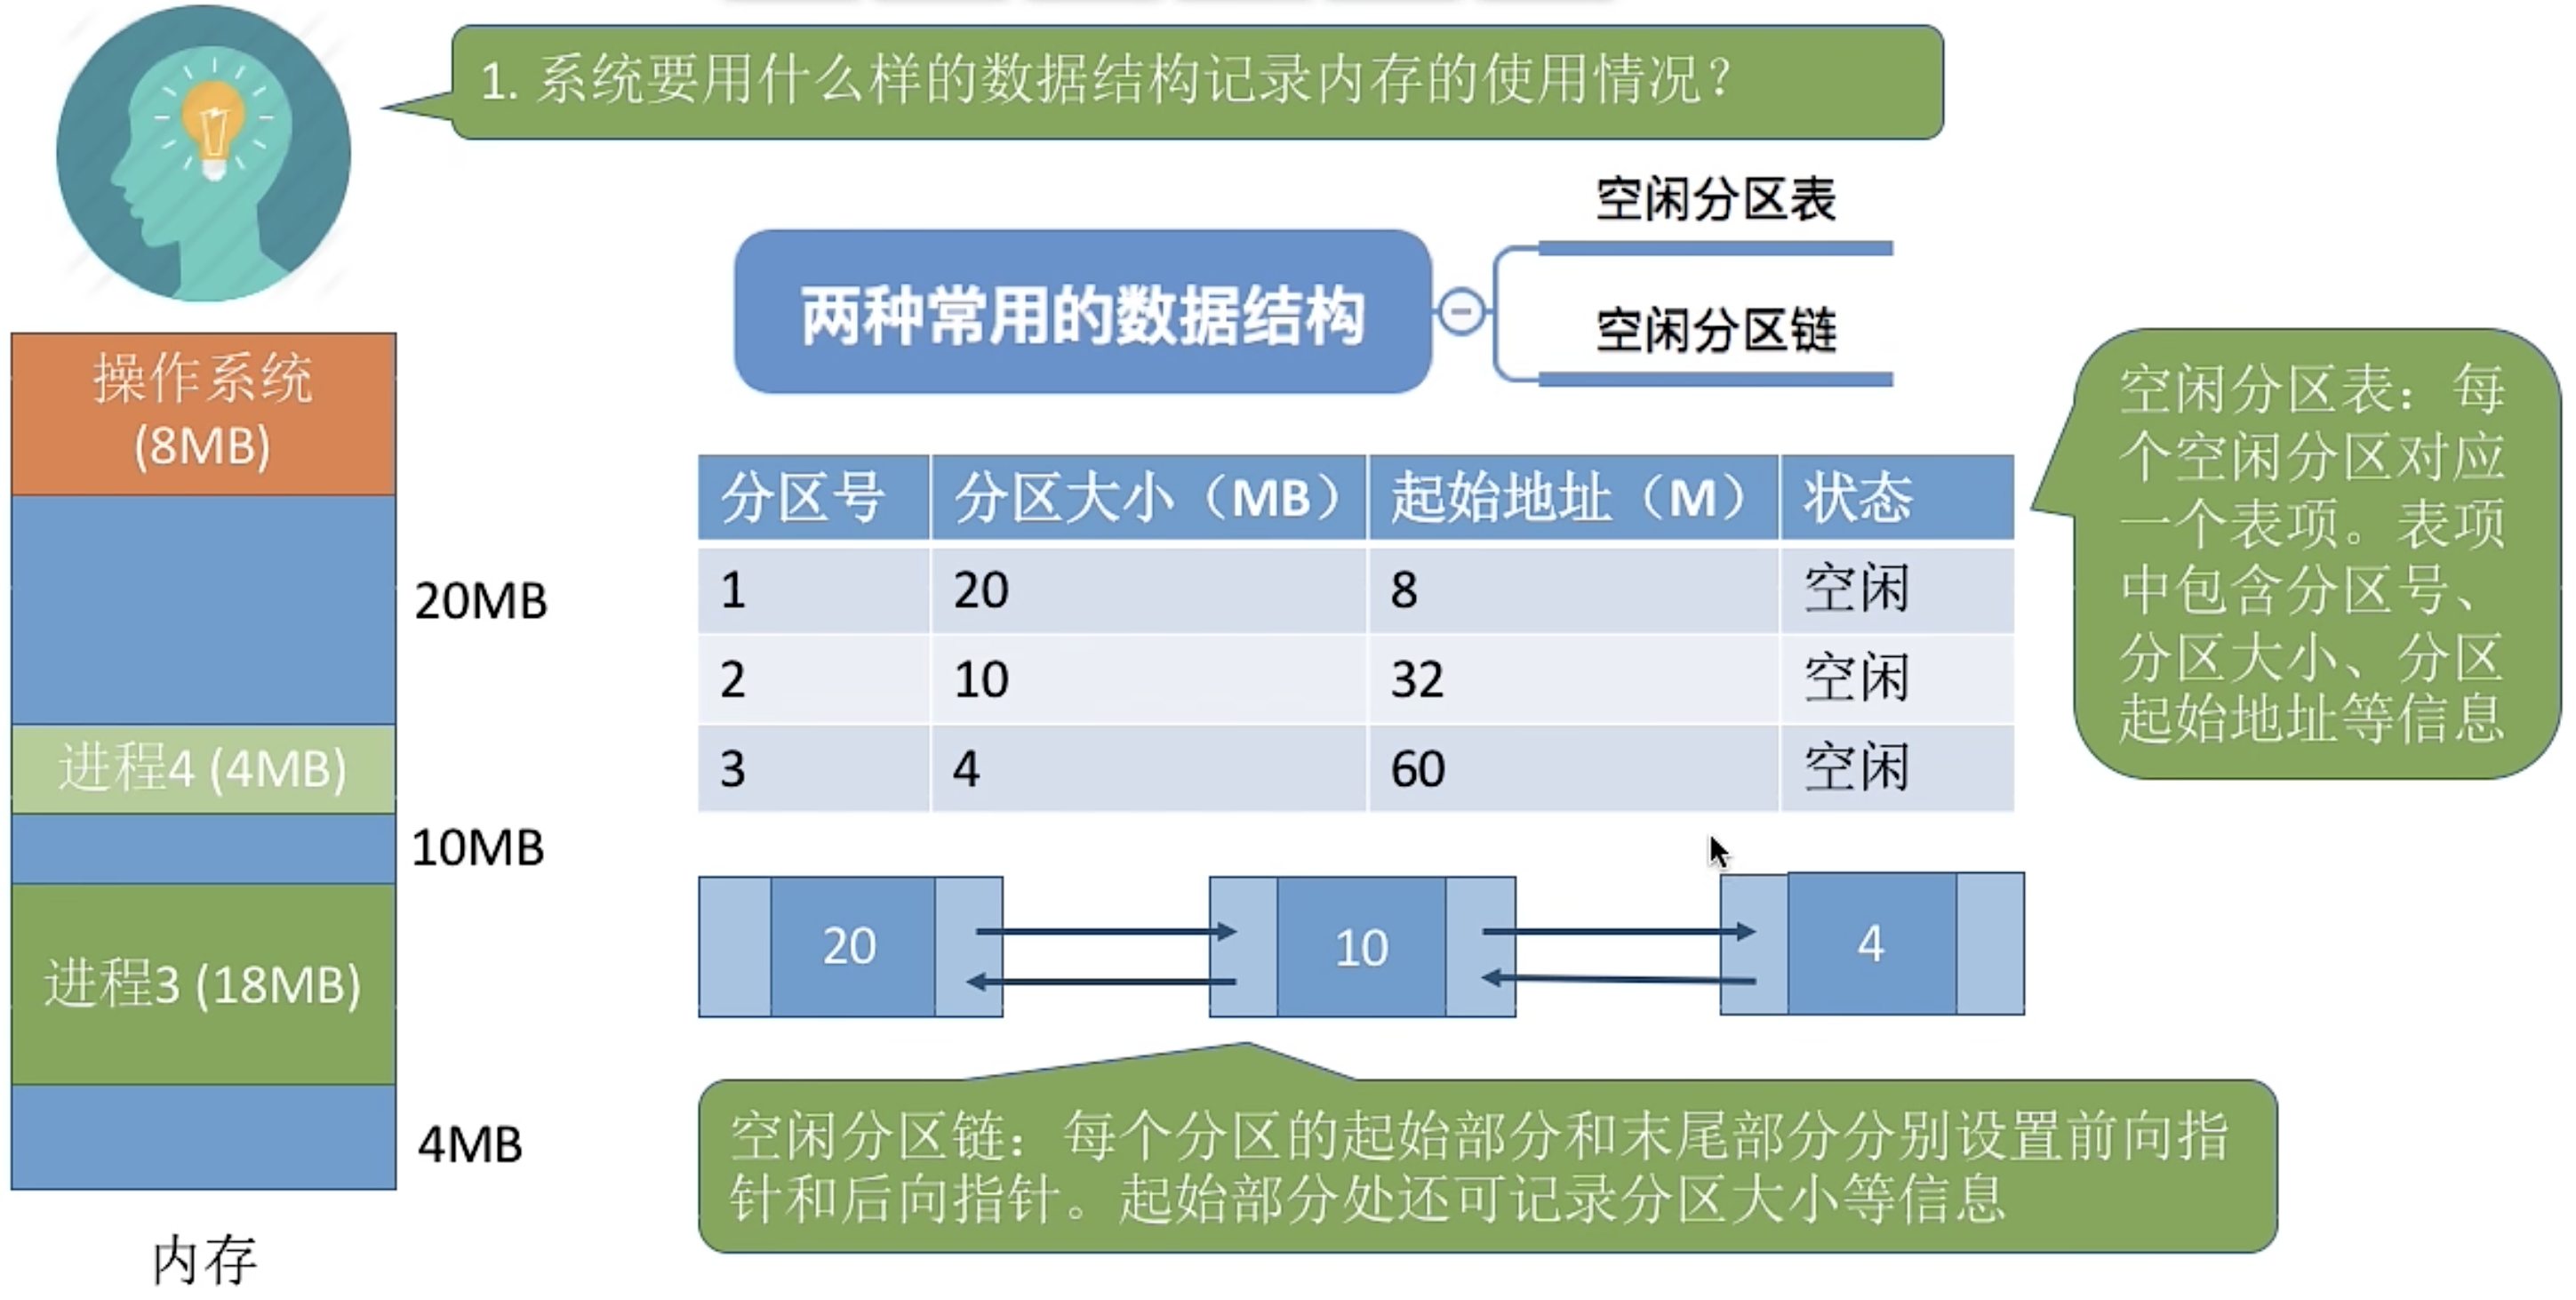 1. 系统要用什么样的数据结构记录内存的使用情况？
空闲分区表
两种常用的数据结构
空闲分区链
操作系统
(8MB)
20MB
进程4 (4MB)
10MB
进程3 (18MB)
4MB
内存
分区号 分区大小（MB） 起始地址（M） 状态
1 20 8 空闲
2 10 32 空闲
3 4 60 空闲
空闲分区表：每
个空闲分区对应
一个表项。表项
中包含分区号、
分区大小、分区
起始地址等信息
20 10 4
空闲分区链：每个分区的起始部分和末尾部分分别设置前向指
针和后向指针。起始部分处还可记录分区大小等信息